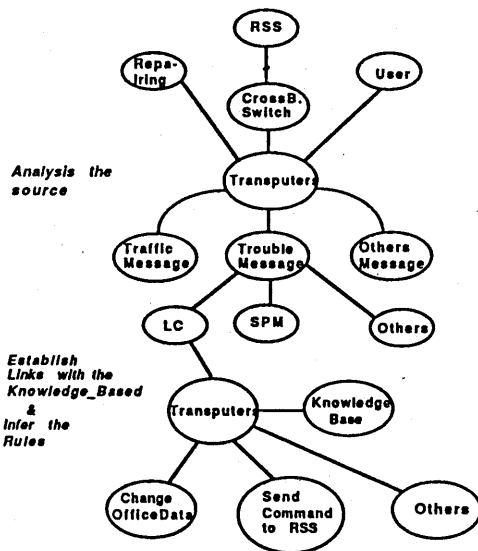 RSS
Repa-
iring
User
CrossB.
Switch
Analysis the
source
Transputers
Traffic
Message
Trouble
Message
Others
Message
LC
SPM
Others
Establish
Links with the
Knowledge_Based
&
Infer the
Rules
Transputers
Knowledge
Base
Change
OfficeData
Send
Command
to RSS
Others